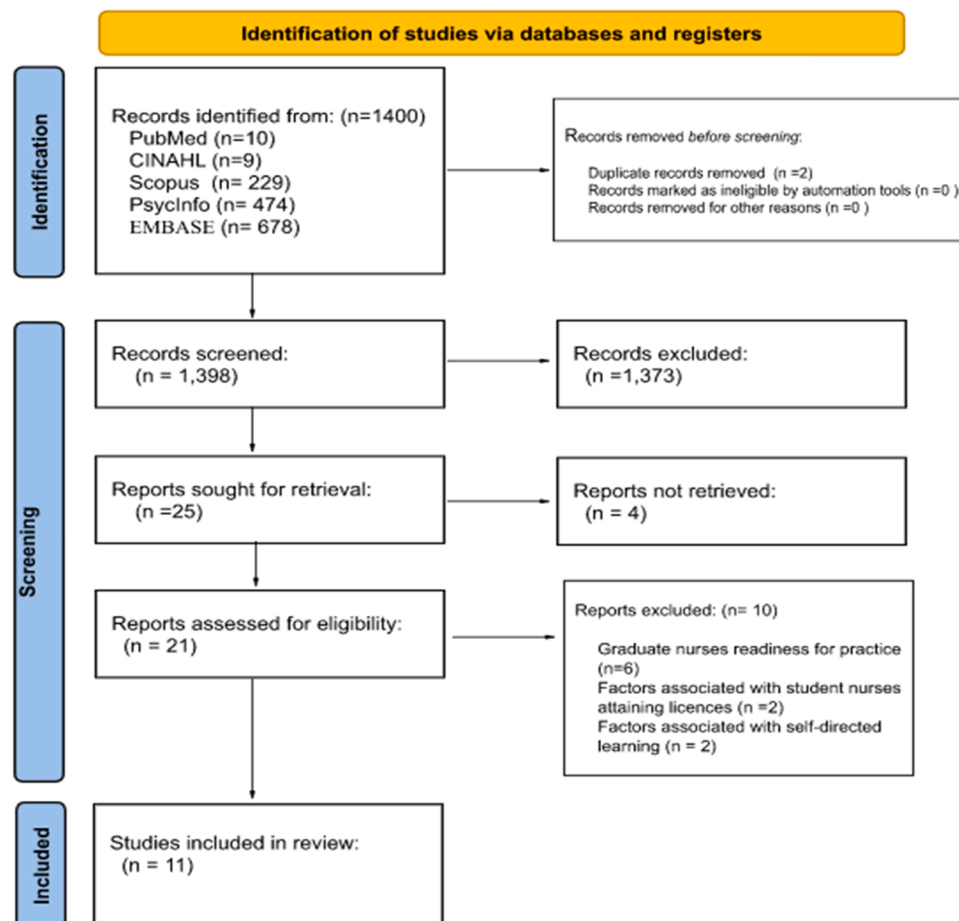 Identification of studies via databases and registers
Identification
Records identified from: (n=1400)
PubMed (n=10)
CINAHL (n=9)
Scopus (n= 229)
PsycInfo (n= 474)
EMBASE (n= 678)
Records removed before screening:
Duplicate records removed (n =2)
Records marked as ineligible by automation tools (n =0 )
Records removed for other reasons (n =0 )
Screening
Records screened:
(n = 1,398)
Records excluded:
(n =1,373)
Reports sought for retrieval:
(n =25)
Reports not retrieved:
(n = 4)
Reports assessed for eligibility:
(n = 21)
Reports excluded: (n= 10)
Graduate nurses readiness for practice
(n=6)
Factors associated with student nurses
attaining licences (n =2)
Factors associated with self-directed
learning (n = 2)
Included
Studies included in review:
(n = 11)